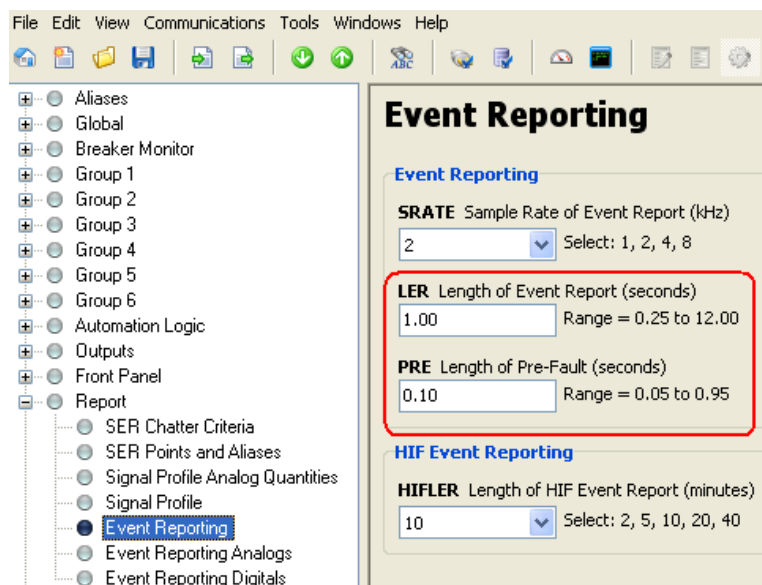 File Edit View Communications Tools Windows Help
ABC
Aliases
Global
Breaker Monitor
Group 1
Group 2
Group 3
Group 4
Group 5
Group 6
Automation Logic
Outputs
Front Panel
Report
SER Chatter Criteria
SER Points and Aliases
Signal Profile Analog Quantities
Signal Profile
Event Reporting
Event Reporting Analogs
Event Reporting Digitals
Event Reporting
Event Reporting
SRATE Sample Rate of Event Report (kHz)
2 Select: 1, 2, 4, 8
LER Length of Event Report (seconds)
1.00 Range = 0.25 to 12.00
PRE Length of Pre-Fault (seconds)
0.10 Range = 0.05 to 0.95
HIF Event Reporting
HIFLER Length of HIF Event Report (minutes)
10 Select: 2, 5, 10, 20, 40